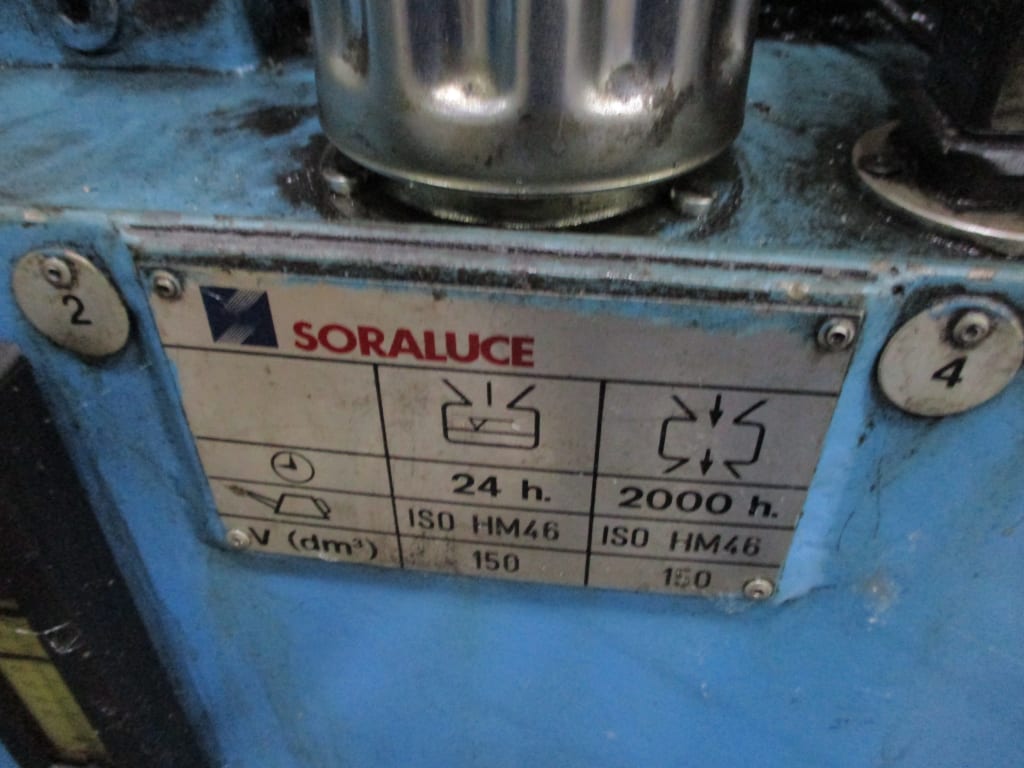 2
SORALUCE
4
24 h.
2000 h.
ISO HM46
ISO HM46
V (dm³)
150
150